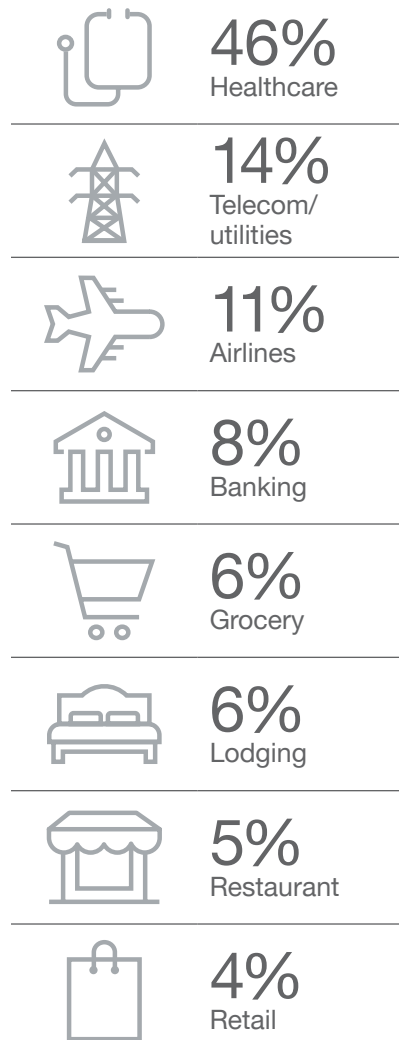 46%
Healthcare
14%
Telecom/
utilities
11%
Airlines
8%
Banking
6%
Grocery
6%
Lodging
5%
Restaurant
4%
Retail